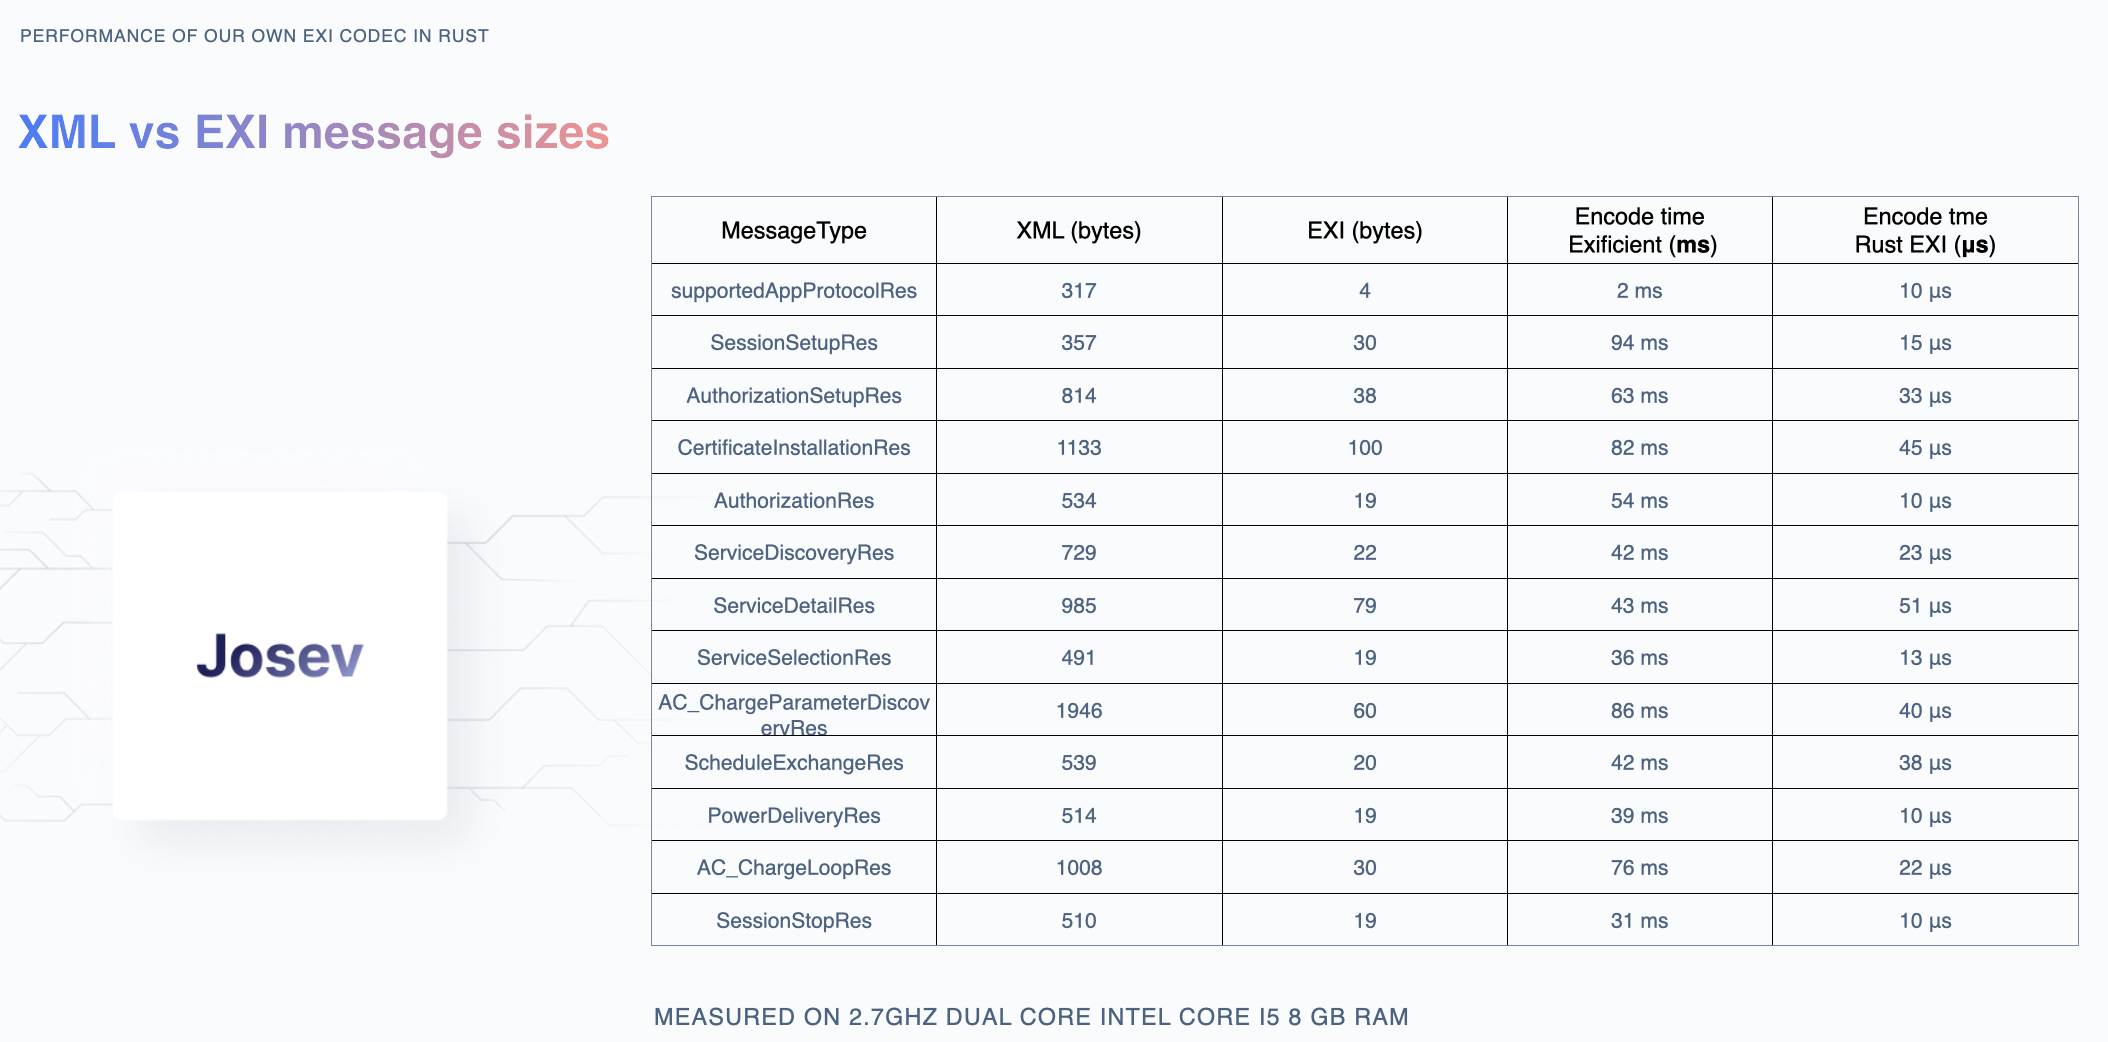 PERFORMANCE OF OUR OWN EXI CODEC IN RUST
XML vs EXI message sizes
Josev
MessageType XML (bytes) EXI (bytes) Encode time Exificient (ms) Encode tme Rust EXI (µs)
supportedAppProtocolRes 317 4 2 ms 10 µs
SessionSetupRes 357 30 94 ms 15 µs
AuthorizationSetupRes 814 38 63 ms 33 µs
CertificateInstallationRes 1133 100 82 ms 45 µs
AuthorizationRes 534 19 54 ms 10 µs
ServiceDiscoveryRes 729 22 42 ms 23 µs
ServiceDetailRes 985 79 43 ms 51 µs
ServiceSelectionRes 491 19 36 ms 13 µs
AC_ChargeParameterDiscoveryRes 1946 60 86 ms 40 µs
ScheduleExchangeRes 539 20 42 ms 38 µs
PowerDeliveryRes 514 19 39 ms 10 µs
AC_ChargeLoopRes 1008 30 76 ms 22 µs
SessionStopRes 510 19 31 ms 10 µs
MEASURED ON 2.7GHZ DUAL CORE INTEL CORE I5 8 GB RAM